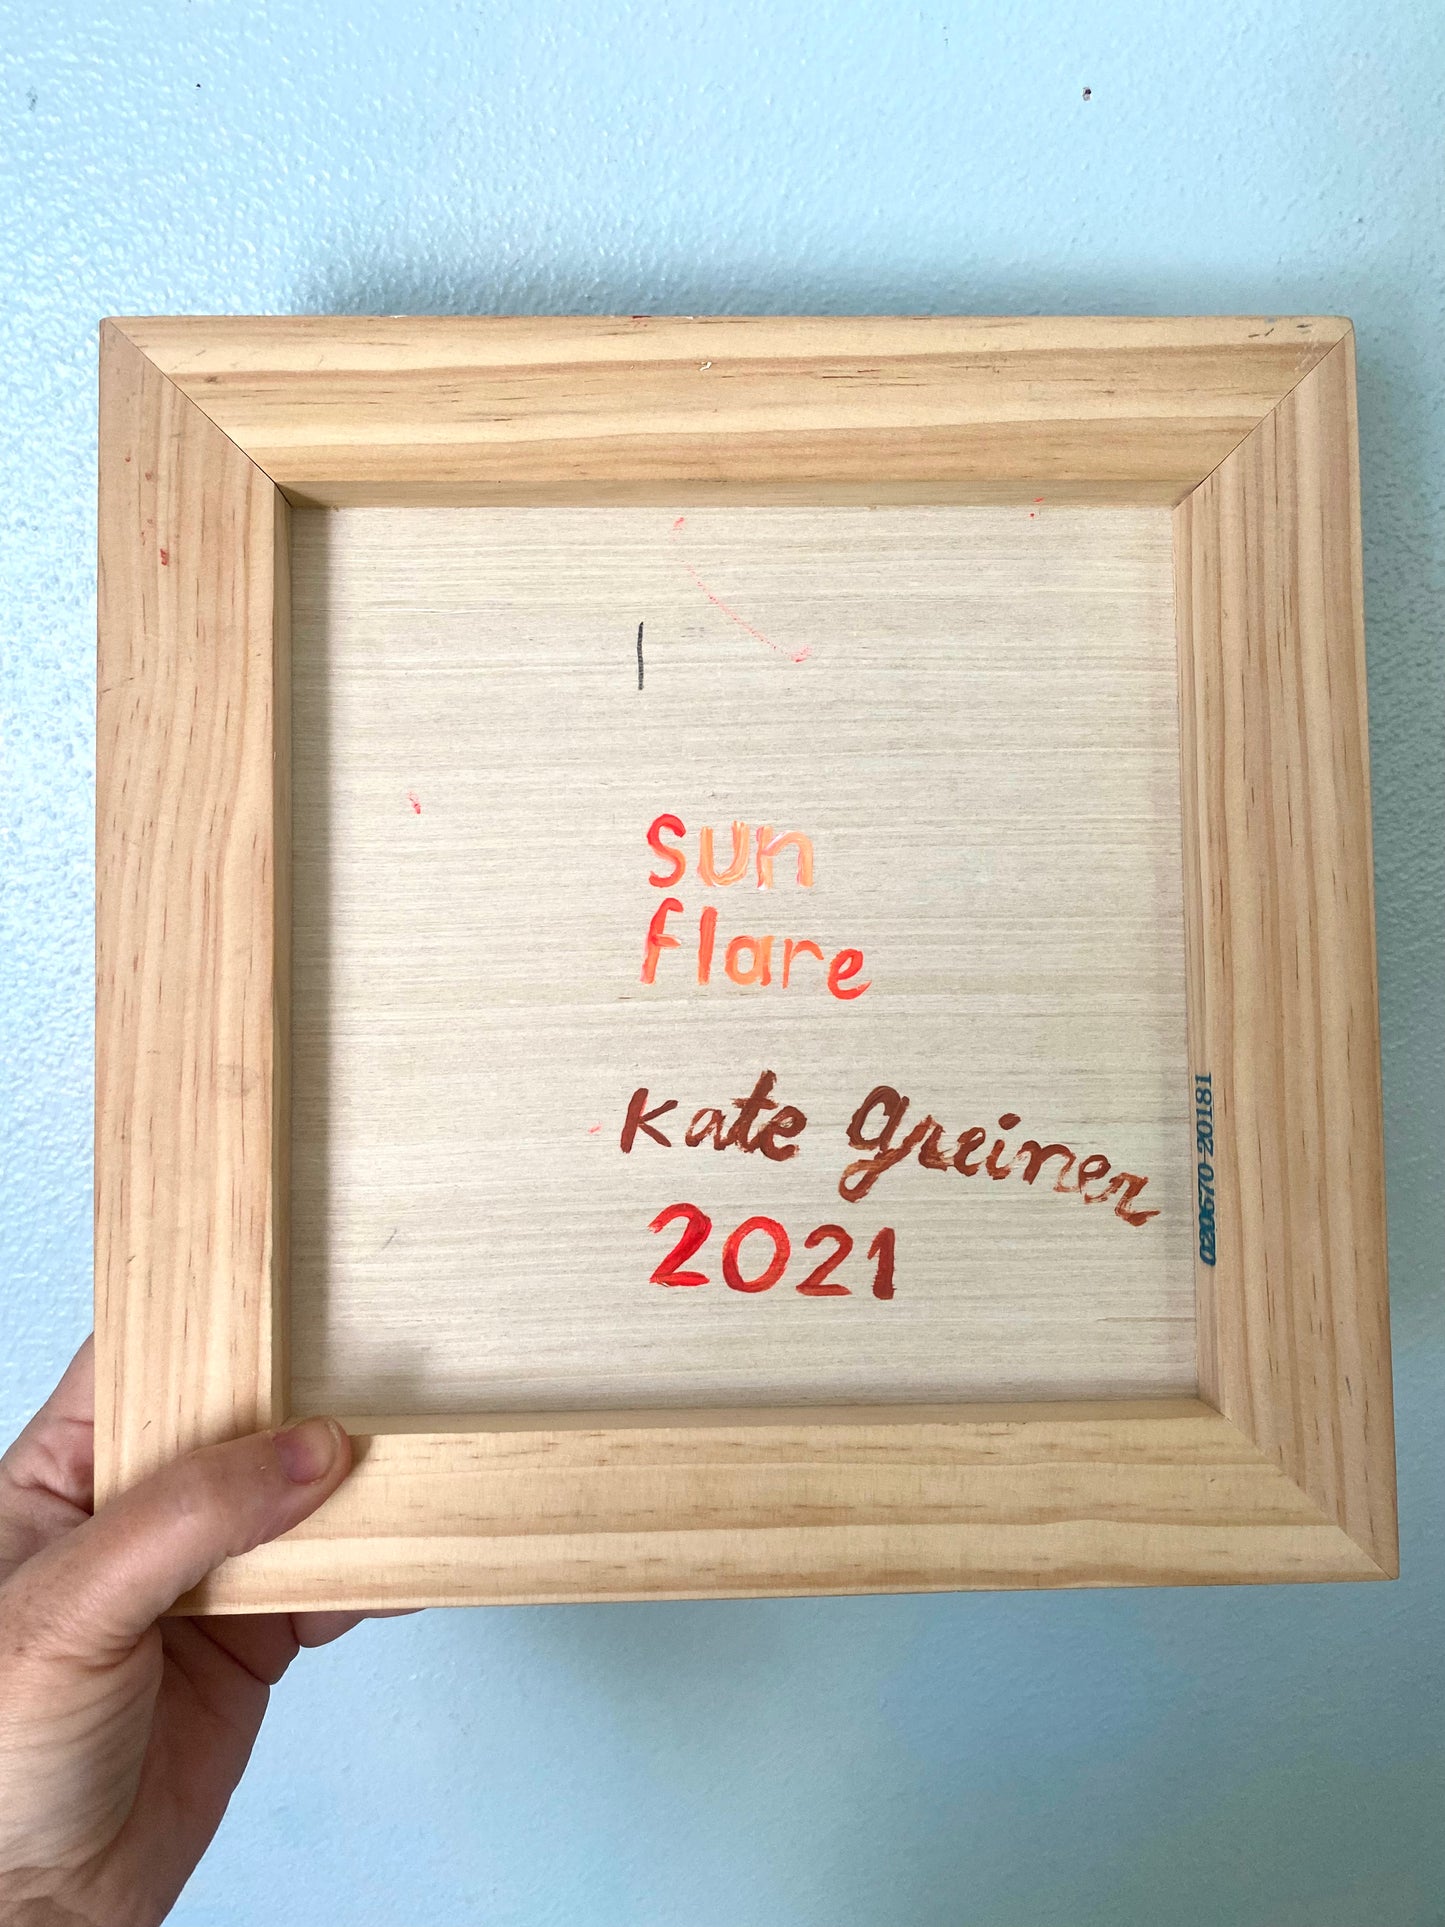 sun
flare
Kate Greiner
2021
020670-20181